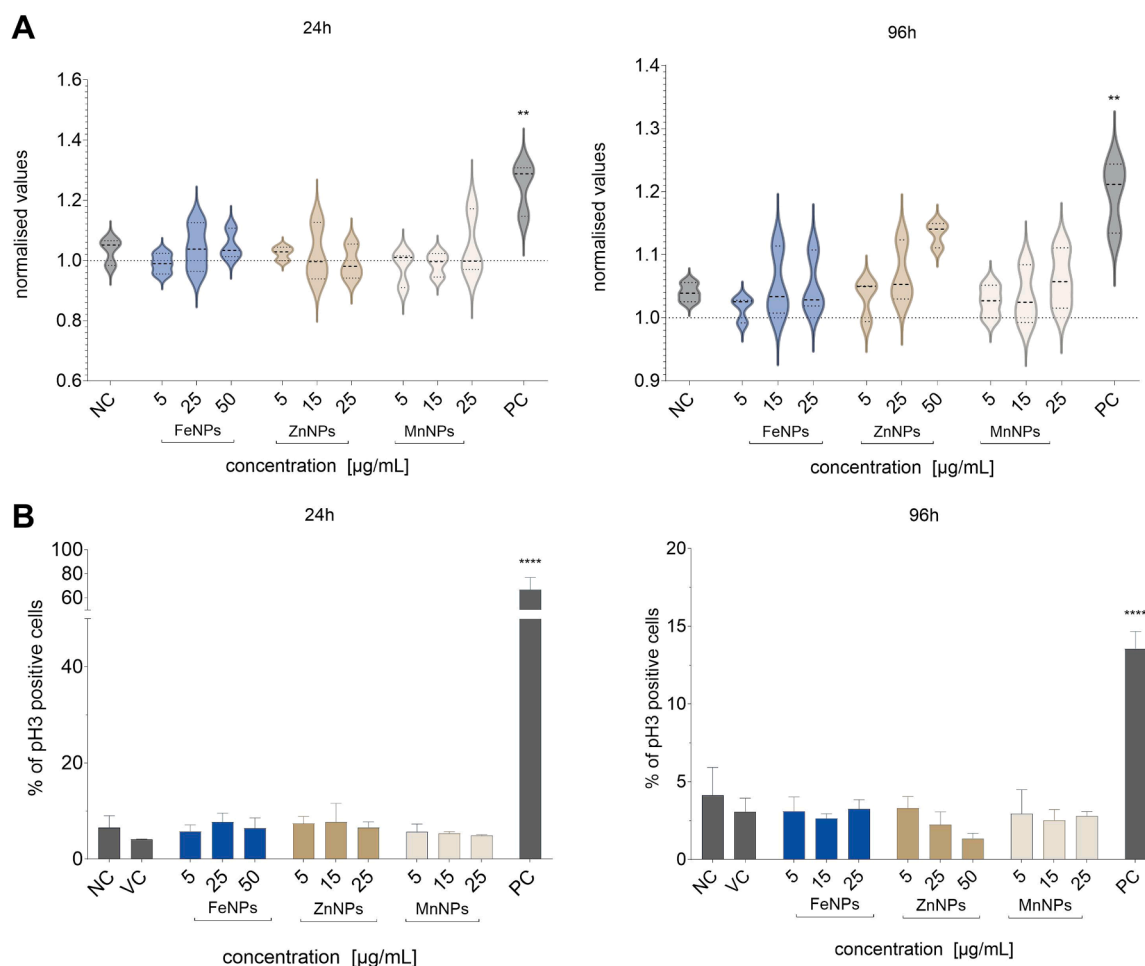 A
24h
normalised values
1.6
1.4
1.2
1.0
0.8
0.6
**
NC 5 25 50 5 15 25 5 15 25 PC
FeNPs ZnNPs MnNPs
concentration [µg/mL]
96h
normalised values
1.4
1.3
1.2
1.1
1.0
0.9
**
NC 5 15 25 5 25 50 5 15 25 PC
FeNPs ZnNPs MnNPs
concentration [µg/mL]
B
24h
% of pH3 positive cells
100
80
60
40
20
0
****
NC VC 5 25 50 5 15 25 5 15 25 PC
FeNPs ZnNPs MnNPs
concentration [µg/mL]
96h
% of pH3 positive cells
20
15
10
5
0
****
NC VC 5 15 25 5 25 50 5 15 25 PC
FeNPs ZnNPs MnNPs
concentration [µg/mL]